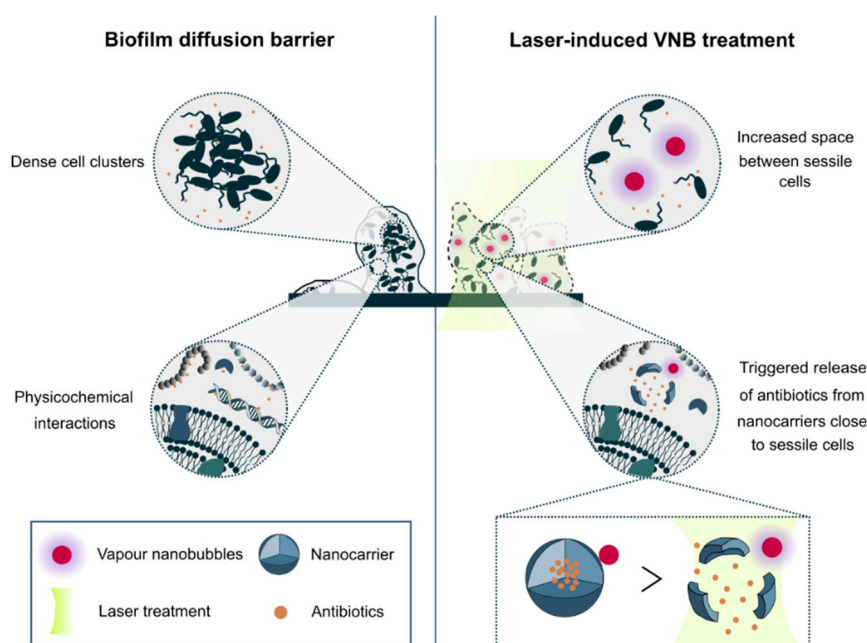 Biofilm diffusion barrier
Laser-induced VNB treatment
Dense cell clusters
Increased space
between sessile
cells
Physicochemical
interactions
Triggered release
of antibiotics from
nanocarriers close
to sessile cells
Vapour nanobubbles
Nanocarrier
Laser treatment
Antibiotics
>